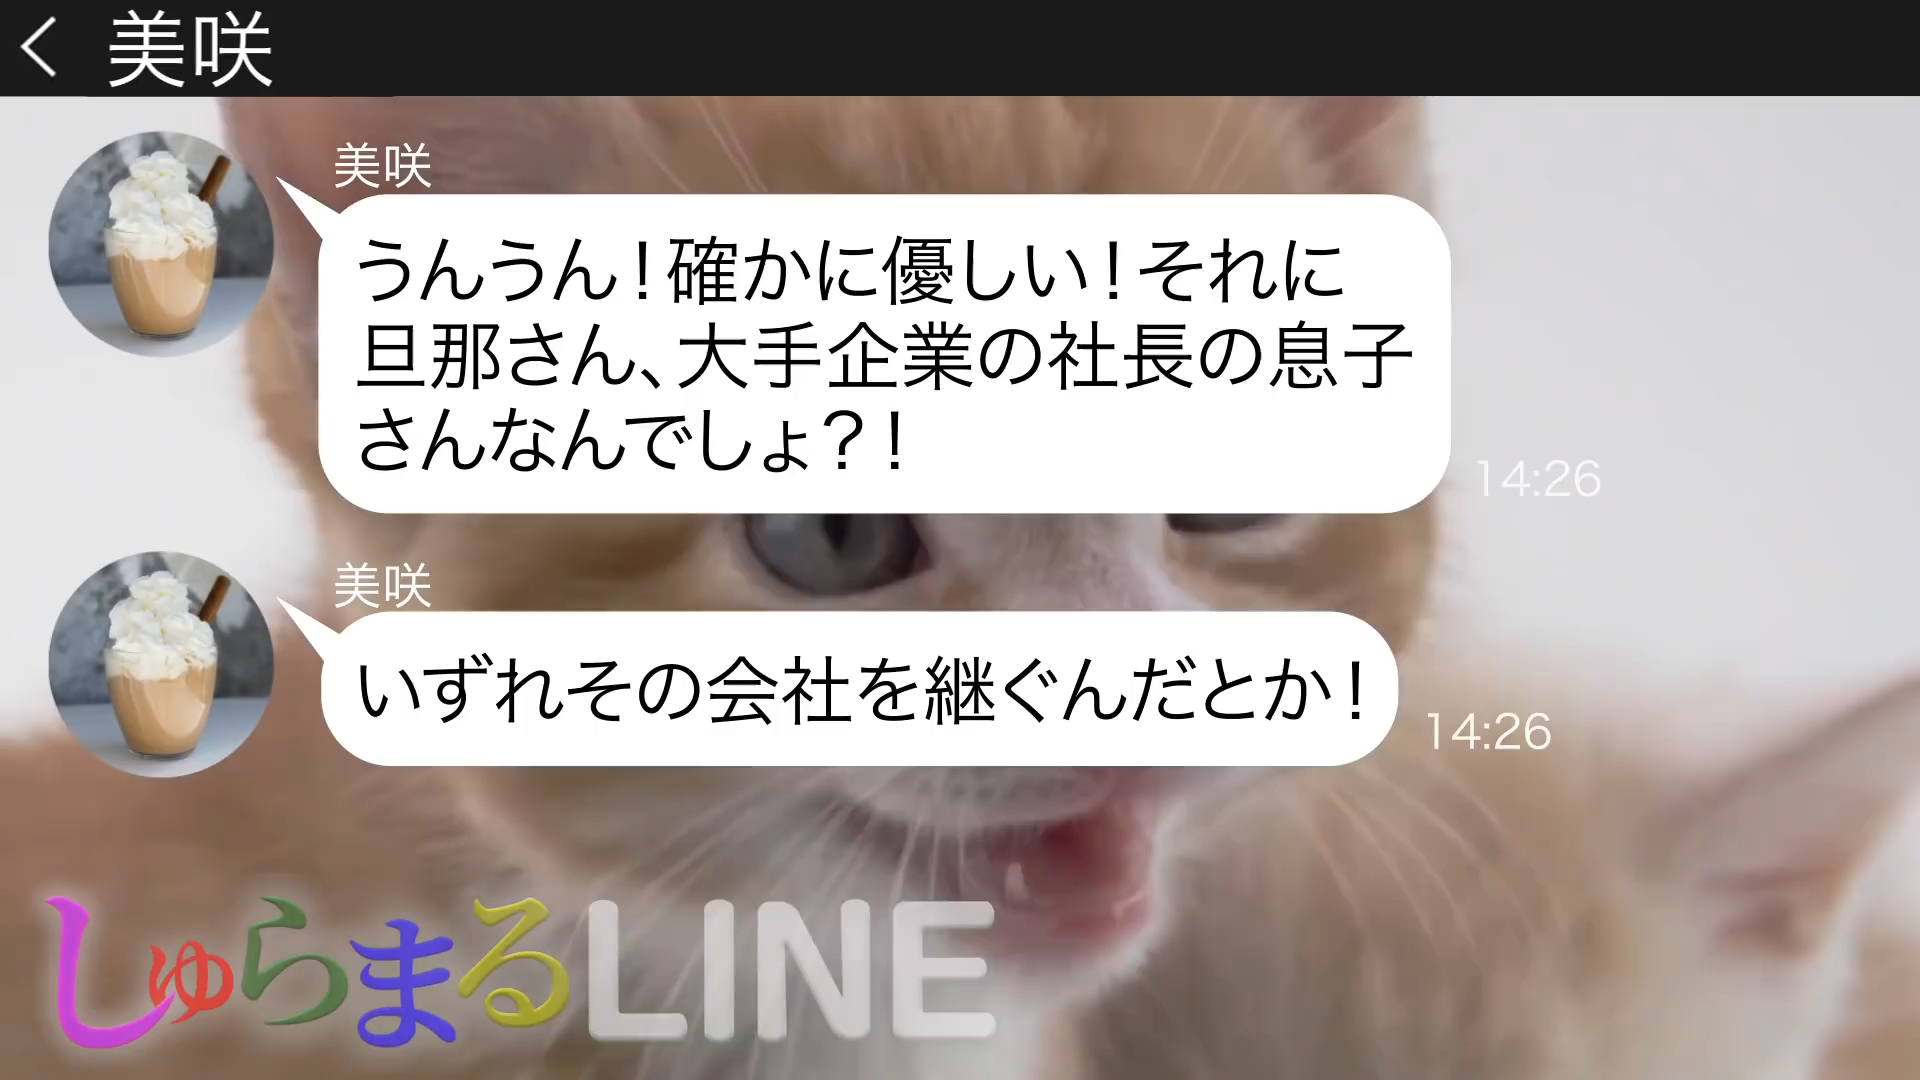 美咲
美咲
うんうん！確かに優しい！それに
旦那さん、大手企業の社長の息子
さんなんでしょ？！
14:26
美咲
いずれその会社を継ぐんだとか！
14:26
しゅらまるLINE